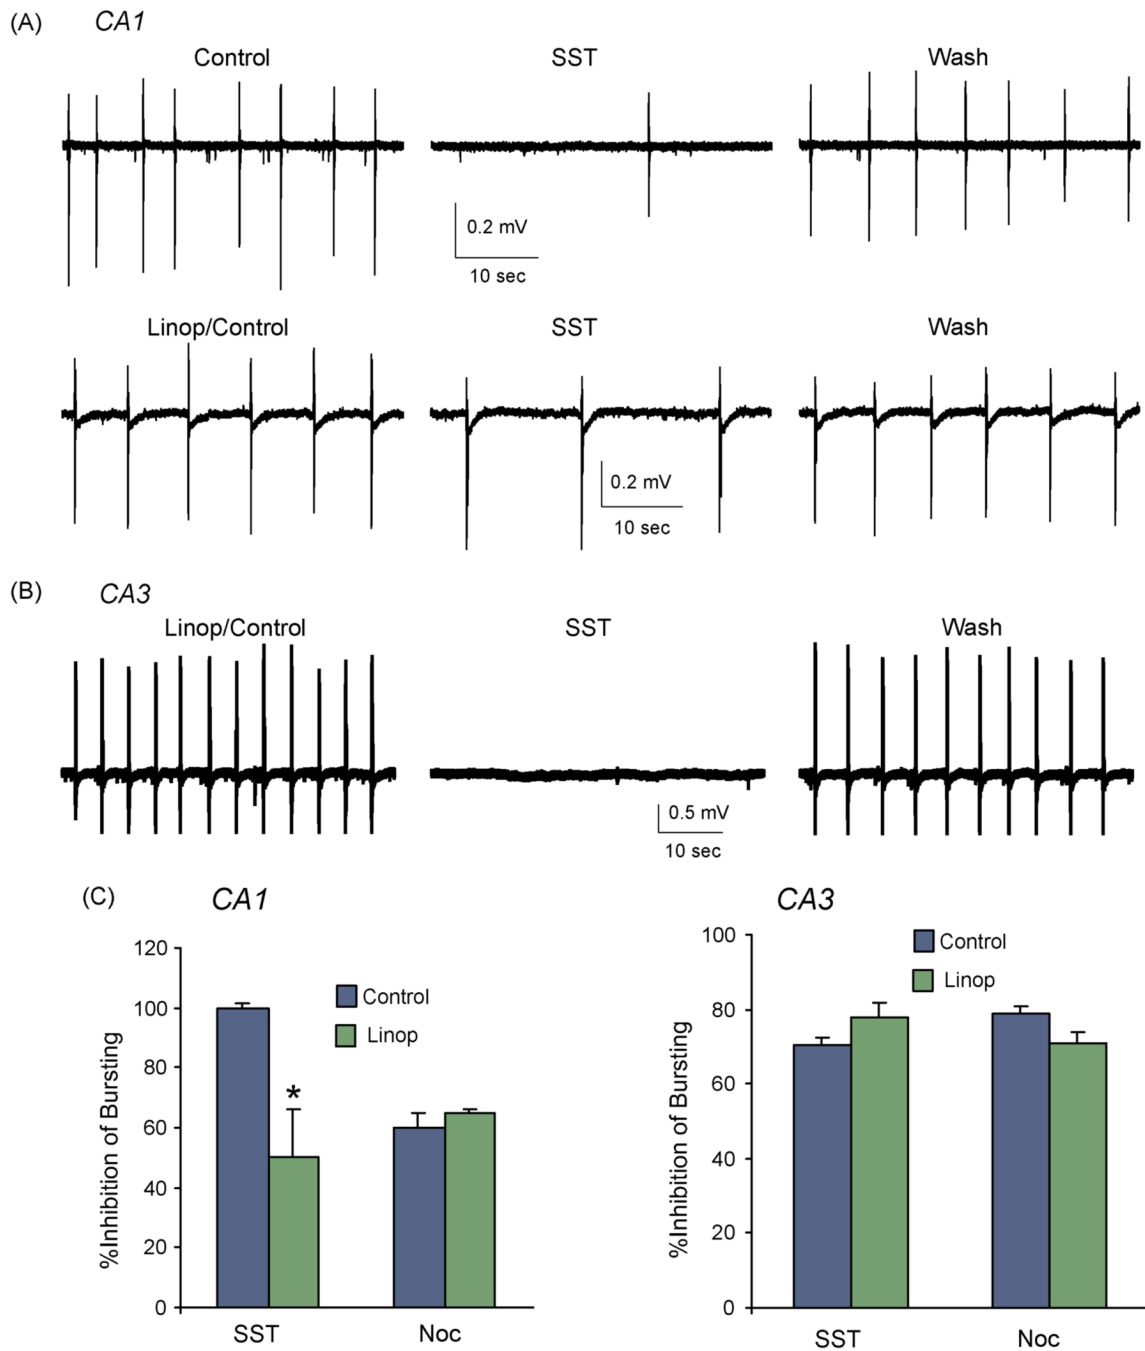 (A) CA1
Control SST Wash
0.2 mV
10 sec
Linop/Control SST Wash
0.2 mV
10 sec
(B) CA3
Linop/Control SST Wash
0.5 mV
10 sec
(C) CA1
%Inhibition of Bursting
120
100
80
60
40
20
0
Control
Linop
*
SST Noc
CA3
%Inhibition of Bursting
100
80
60
40
20
0
Control
Linop
SST Noc